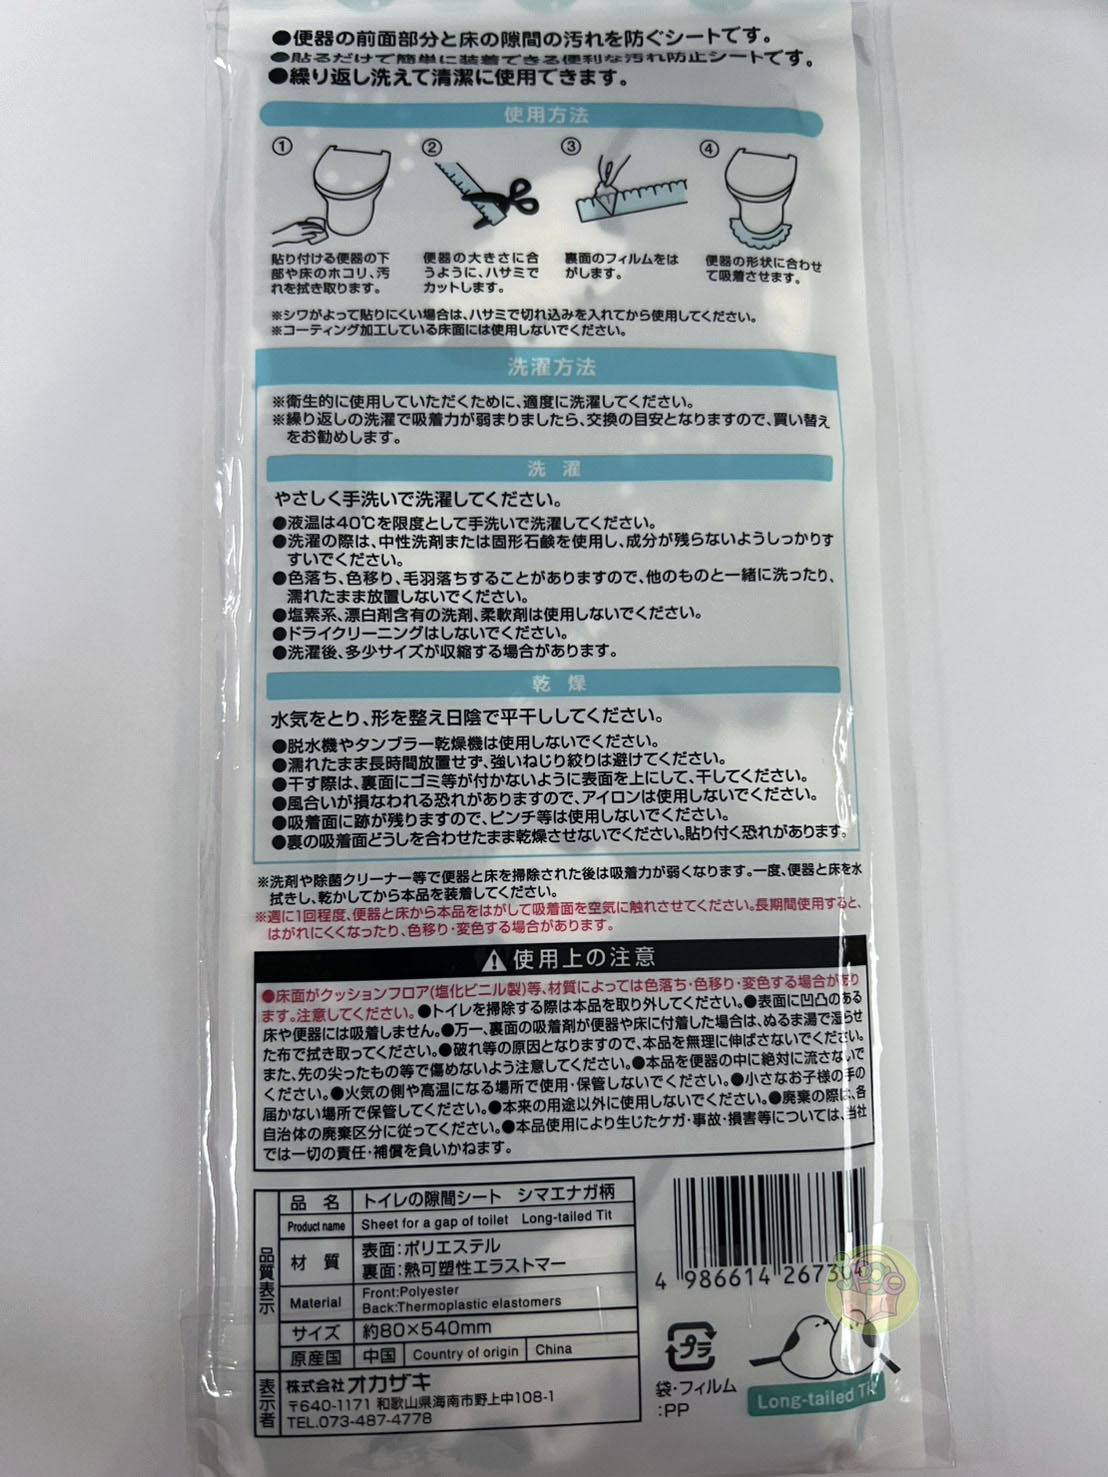 ●便器の前面部分と床の隙間の汚れを防ぐシートです。
●貼るだけで簡単に装着できる便利な汚れ防止シートです。
●繰り返し洗えて清潔に使用できます。
使用方法
①
貼り付ける便器の下
部や床のホコリ、汚
れを拭き取ります。
②
便器の大きさに合
うように、ハサミで
カットします。
③
裏面のフィルムをは
がします。
④
便器の形状に合わせ
て吸着させます。
※シワがよって貼りにくい場合は、ハサミで切れ込みを入れてから使用してください。
※コーティング加工している床面には使用しないでください。
洗濯方法
※衛生的に使用していただくために、適度に洗濯してください。
※繰り返しの洗濯で吸着力が弱まりましたら、交換の目安となりますので、買い替え
をお勧めします。
洗 濯
やさしく手洗いで洗濯してください。
●液温は40℃を限度として手洗いで洗濯してください。
●洗濯の際は、中性洗剤または固形石鹸を使用し、成分が残らないようしっかりす
すいでください。
●色落ち、色移り、毛羽落ちすることがありますので、他のものと一緒に洗ったり、
濡れたまま放置しないでください。
●塩素系、漂白剤含有の洗剤、柔軟剤は使用しないでください。
●ドライクリーニングはしないでください。
●洗濯後、多少サイズが収縮する場合があります。
乾 燥
水気をとり、形を整え日陰で平干ししてください。
●脱水機やタンブラー乾燥機は使用しないでください。
●濡れたまま長時間放置せず、強いねじり絞りは避けてください。
●干す際は、裏面にゴミ等が付かないように表面を上にして、干してください。
●風合いが損なわれる恐れがありますので、アイロンは使用しないでください。
●吸着面に跡が残りますので、ピンチ等は使用しないでください。
●裏の吸着面どうしを合わせたまま乾燥させないでください。貼り付く恐れがあります。
※洗剤や除菌クリーナー等で便器と床を掃除された後は吸着力が弱くなります。一度、便器と床を水
拭きし、乾かしてから本品を装着してください。
※週に1回程度、便器と床から本品をはがして吸着面を空気に触れさせてください。長期間使用すると、
はがれにくくなったり、色移り・変色する場合があります。
⚠使用上の注意
●床面がクッションフロア(塩化ビニル製)等、材質によっては色落ち・色移り・変色する場合があり
ます。注意してください。●トイレを掃除する際は本品を取り外してください。●表面に凹凸のある
床や便器には吸着しません。●万一、裏面の吸着剤が便器や床に付着した場合は、ぬるま湯で湿らせ
た布で拭き取ってください。●破れ等の原因となりますので、本品を無理に伸ばさないでください。
また、先の尖ったもの等で傷めないよう注意してください。●本品を便器の中に絶対に流さないで
ください。●火気の側や高温になる場所で使用・保管しないでください。●小さなお子様の手の
届かない場所で保管してください。●本来の用途以外に使用しないでください。●廃棄の際は、各
自治体の廃棄区分に従ってください。●本品使用により生じたケガ・事故・損害等については、当社
では一切の責任・補償を負いかねます。
品質表示
品 名 トイレの隙間シート シマエナガ柄
Product name Sheet for a gap of toilet Long-tailed Tit
材 質 表面：ポリエステル
裏面：熱可塑性エラストマー
Material Front:Polyester
Back:Thermoplastic elastomers
サイズ 約80×540mm
原産国 中国 Country of origin China
表示者
株式会社オカザキ
〒640-1171 和歌山県海南市野上中108-1
TEL.073-487-4778
4 986614 26730
プラ
袋・フィルム
:PP
Long-tailed Tit